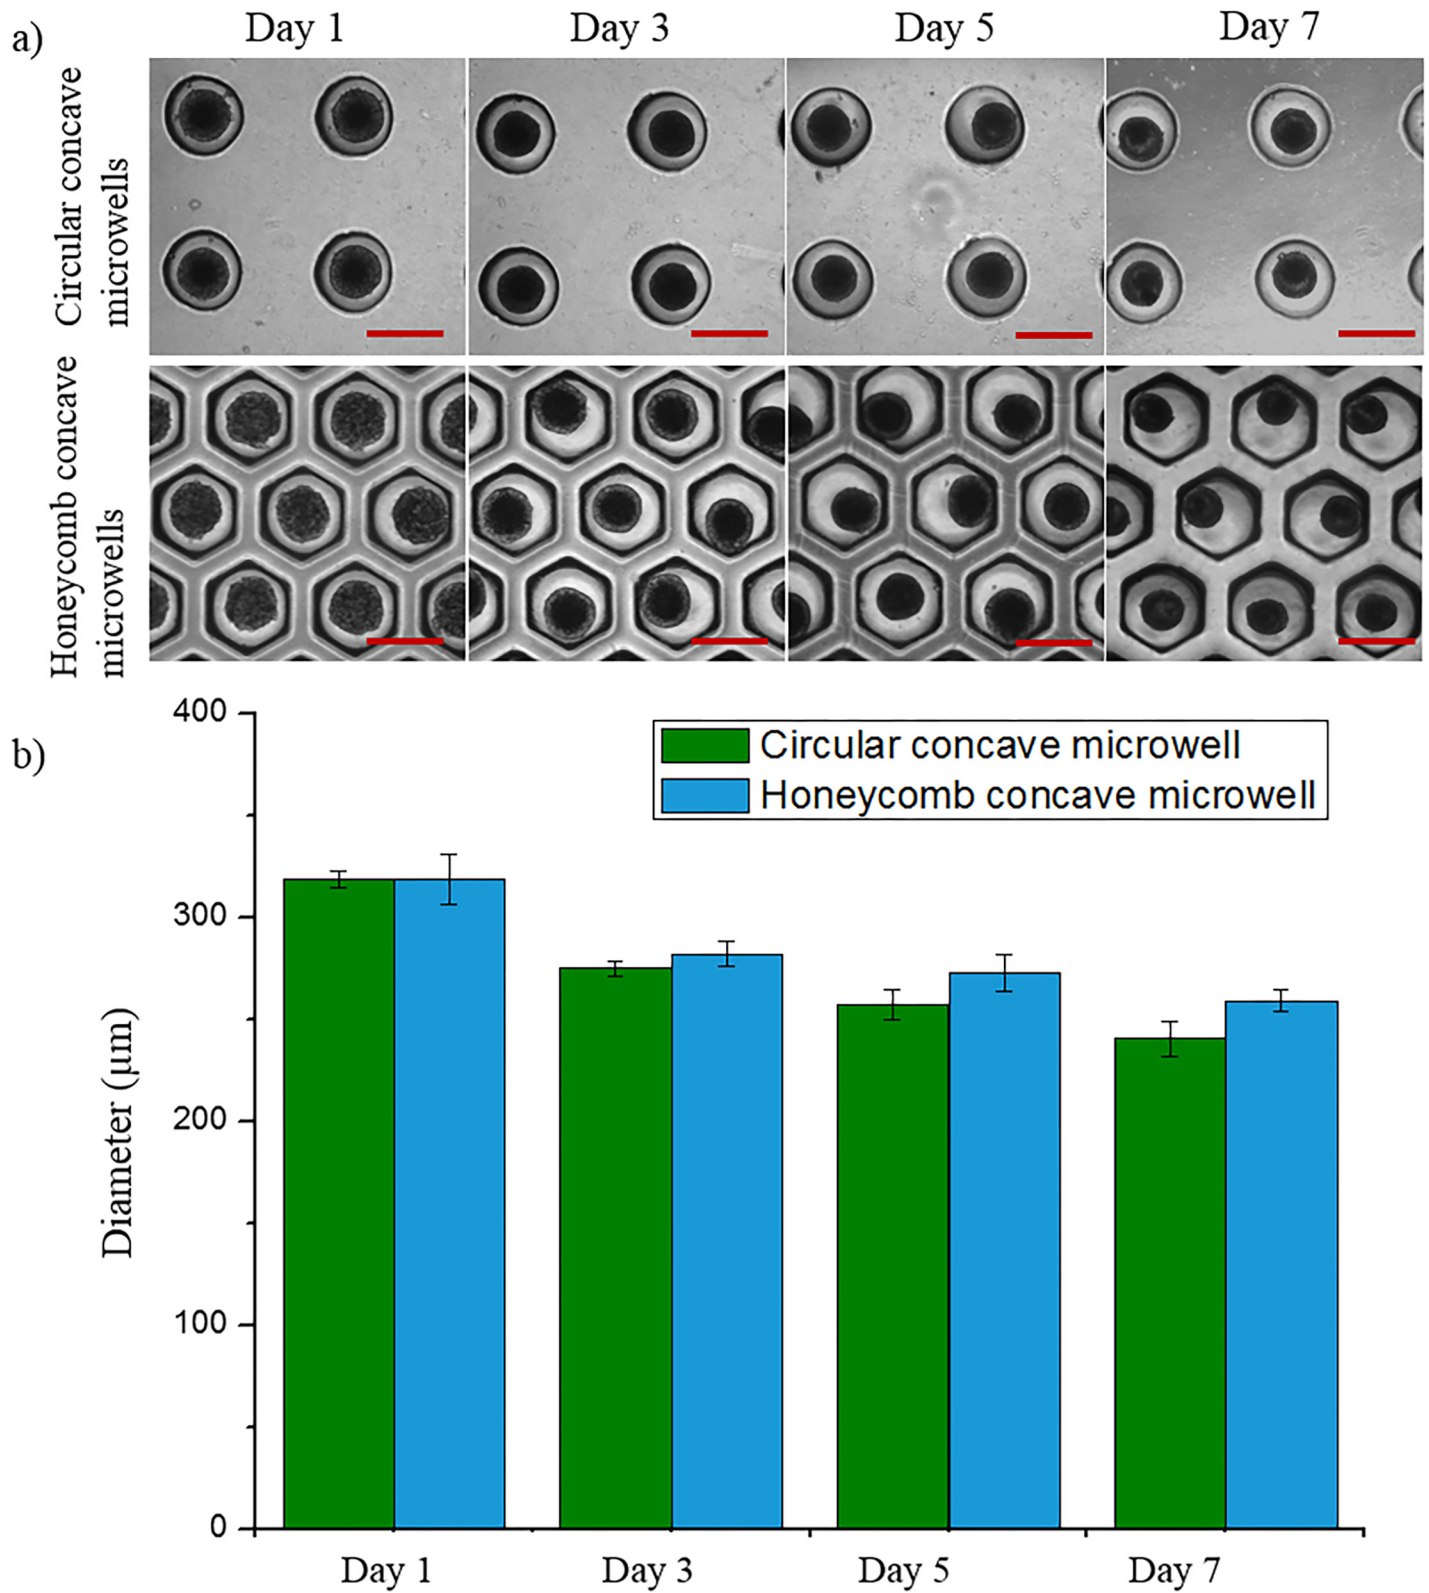 a)
Day 1
Day 3
Day 5
Day 7
Circular concave
microwells
Honeycomb concave
microwells
b)
400
300
200
100
0
Diameter (μm)
Circular concave microwell
Honeycomb concave microwell
Day 1
Day 3
Day 5
Day 7